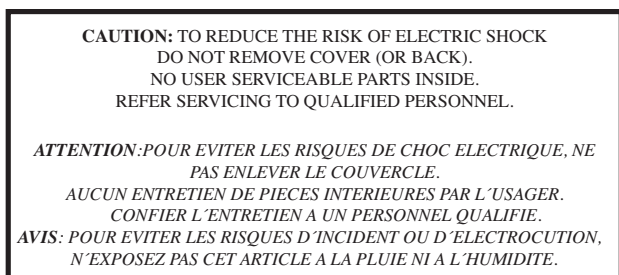 CAUTION: TO REDUCE THE RISK OF ELECTRIC SHOCK
DO NOT REMOVE COVER (OR BACK).
NO USER SERVICEABLE PARTS INSIDE.
REFER SERVICING TO QUALIFIED PERSONNEL.
ATTENTION:POUR EVITER LES RISQUES DE CHOC ELECTRIQUE, NE
PAS ENLEVER LE COUVERCLE.
AUCUN ENTRETIEN DE PIECES INTERIEURES PAR L´USAGER.
CONFIER L´ENTRETIEN A UN PERSONNEL QUALIFIE.
AVIS: POUR EVITER LES RISQUES D´INCIDENT OU D´ELECTROCUTION,
N´EXPOSEZ PAS CET ARTICLE A LA PLUIE NI A L´HUMIDITE.